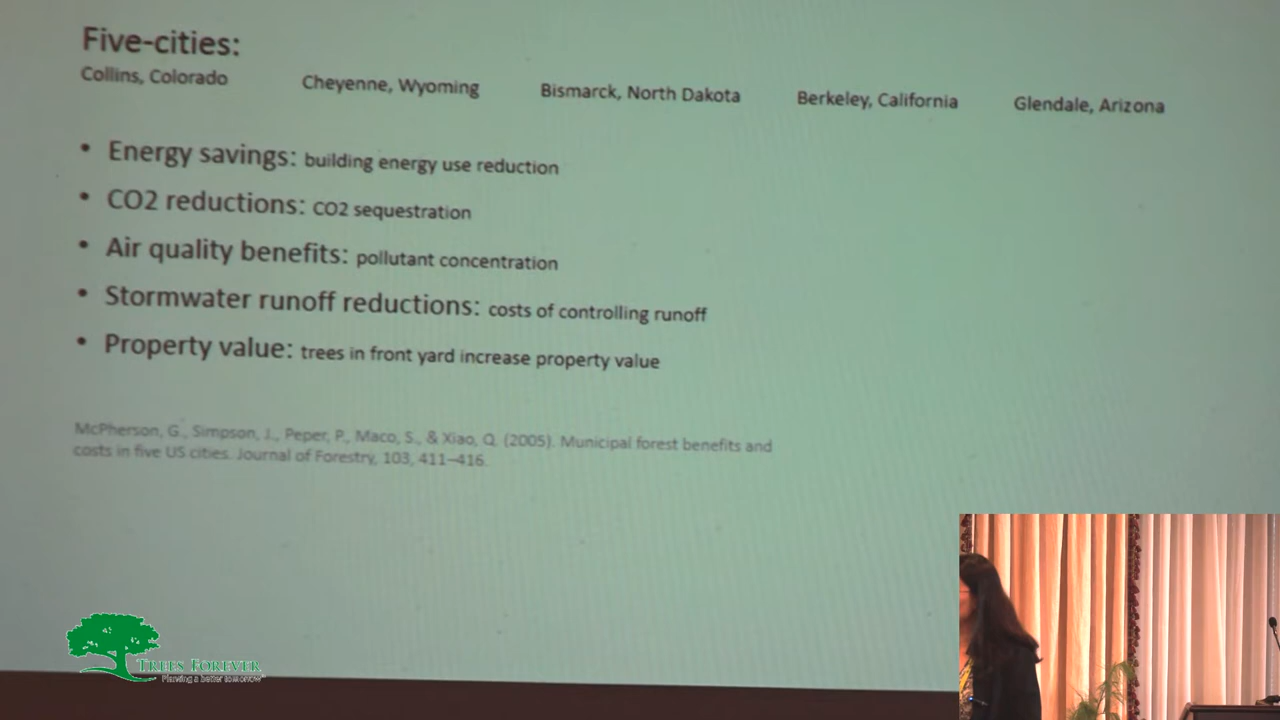 Five-cities:
Collins, Colorado Cheyenne, Wyoming Bismarck, North Dakota Berkeley, California Glendale, Arizona
• Energy savings: building energy use reduction
• CO2 reductions: CO2 sequestration
• Air quality benefits: pollutant concentration
• Stormwater runoff reductions: costs of controlling runoff
• Property value: trees in front yard increase property value
McPherson, G., Simpson, J., Peper, P., Maco, S., & Xiao, Q. (2005). Municipal forest benefits and
costs in five US cities. Journal of Forestry, 103, 411–416.
TREES FOREVER
Planting a better tomorrow